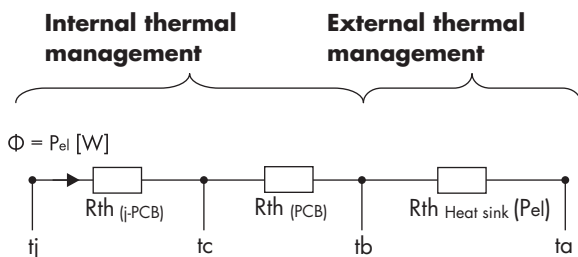 Internal thermal
management
External thermal
management
Φ = Pel [W]
Rth (j-PCB)
Rth (PCB)
Rth Heat sink (Pel)
tj
tc
tb
ta